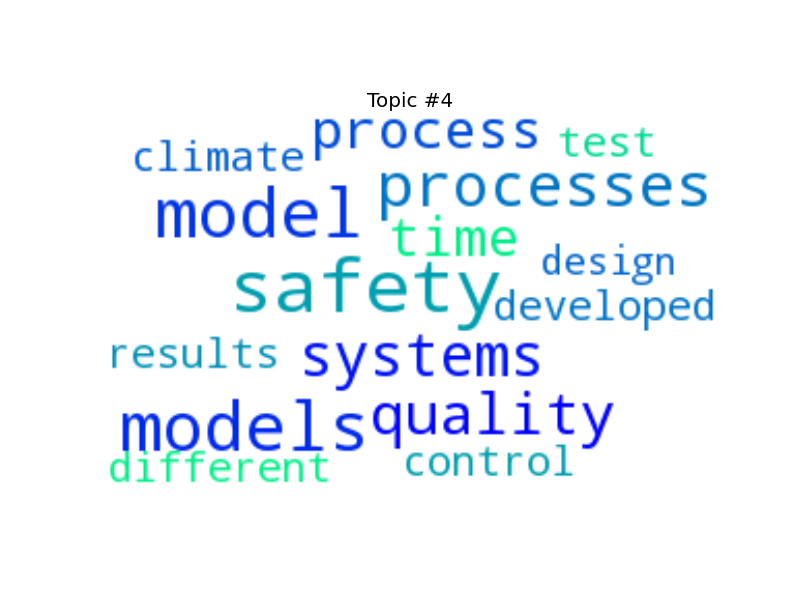 Topic #4
process
test
climate
processes
model
time
design
safety
developed
results
systems
models
quality
different
control